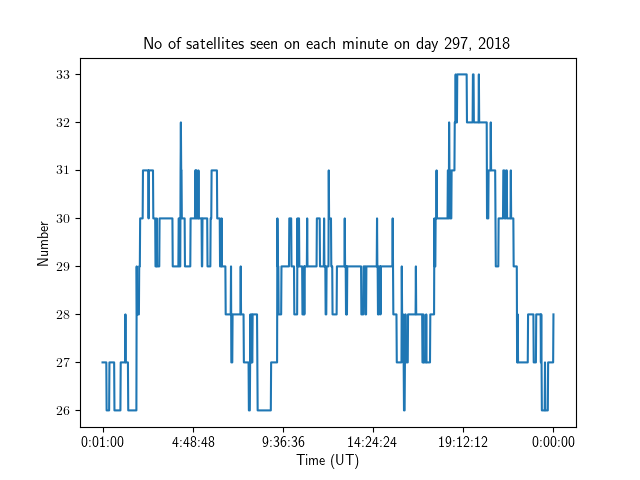 No of satellites seen on each minute on day 297, 2018
33
32
31
30
29
28
27
26
Number
0:01:00 4:48:48 9:36:36 14:24:24 19:12:12 0:00:00
Time (UT)